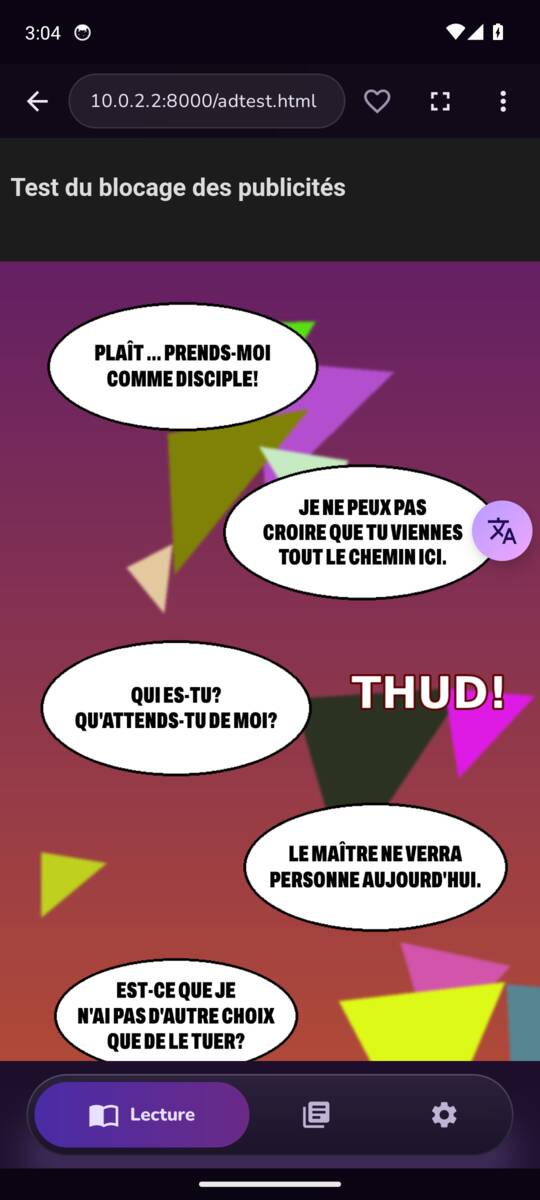 3:04
10.0.2.2:8000/adtest.html
Test du blocage des publicités
PLAÎT ... PRENDS-MOI
COMME DISCIPLE!
JE NE PEUX PAS
CROIRE QUE TU VIENNES
TOUT LE CHEMIN ICI.
QUI ES-TU?
QU'ATTENDS-TU DE MOI?
THUD!
LE MAÎTRE NE VERRA
PERSONNE AUJOURD'HUI.
EST-CE QUE JE
N'AI PAS D'AUTRE CHOIX
QUE DE LE TUER?
Lecture